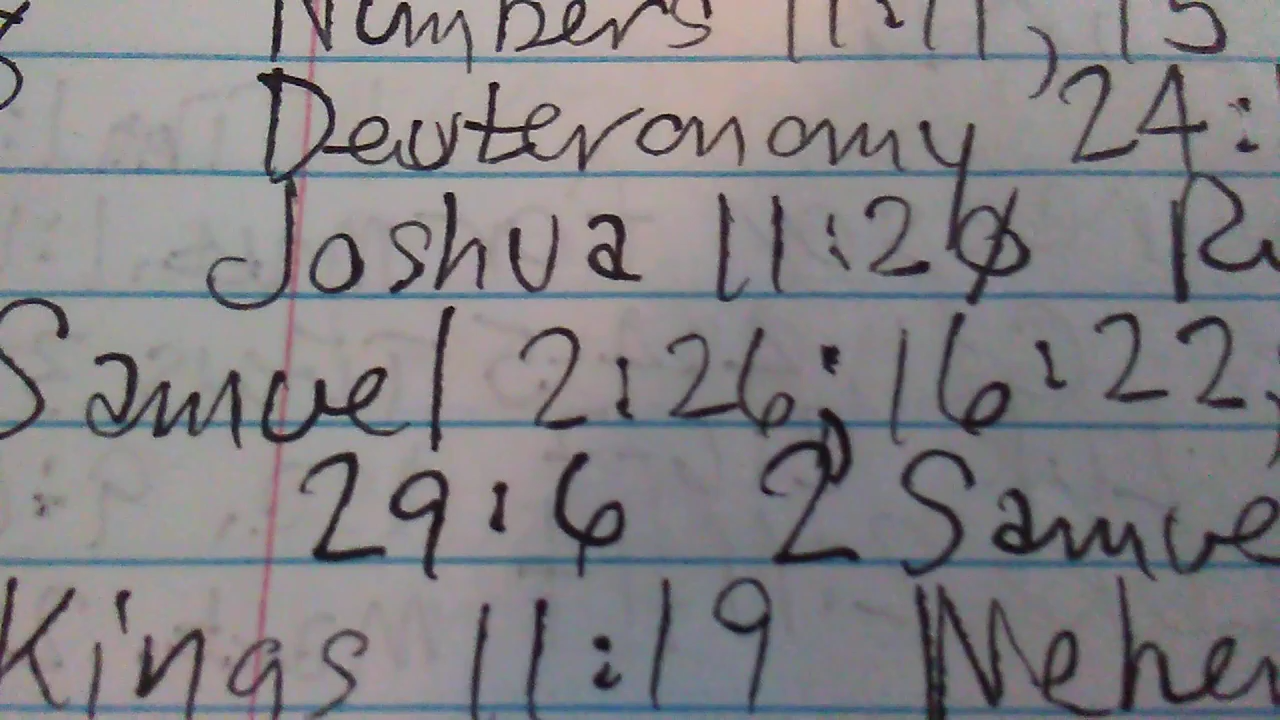 Numbers 11:11, 15
Deuteronomy 24:
Joshua 11:20 R
Samuel 2:26; 16:22;
29:6 2 Samue
Kings 11:19 Nehe